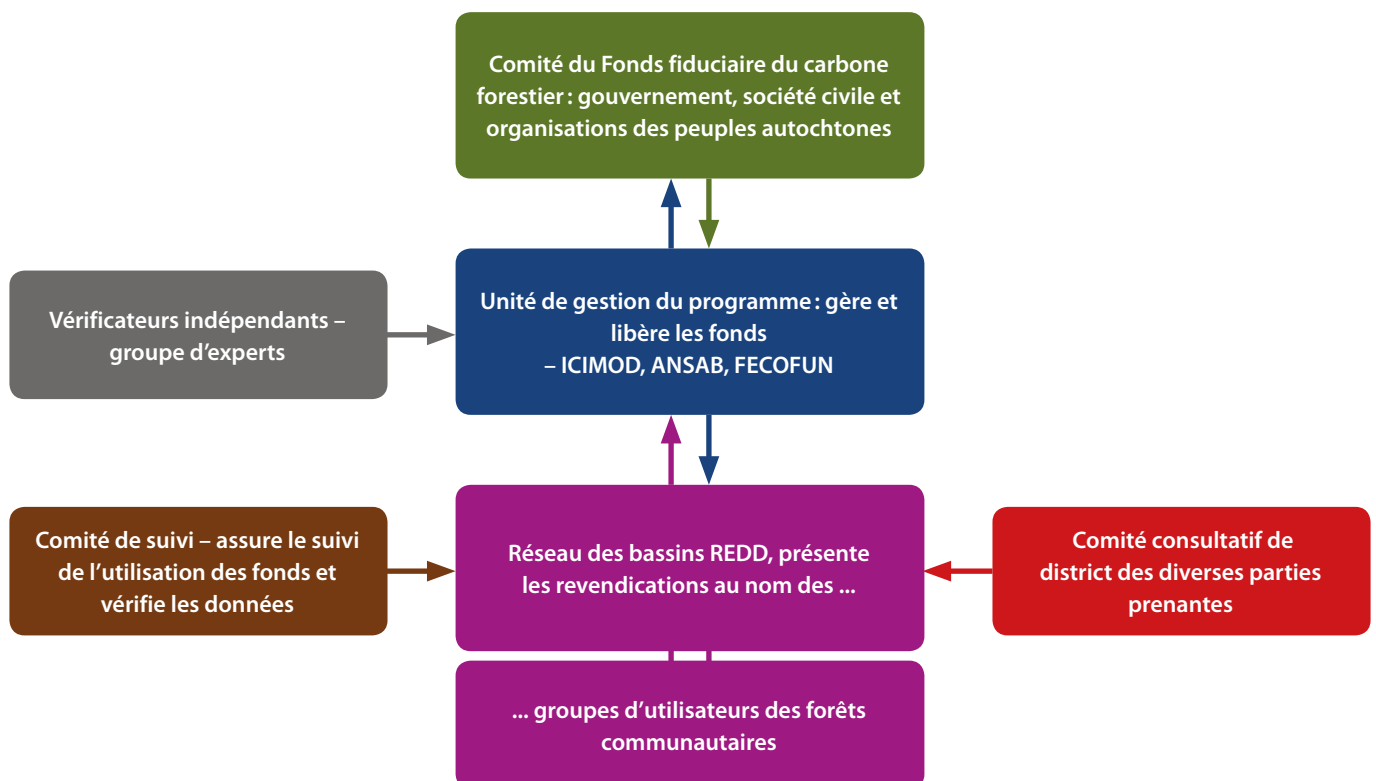 Comité du Fonds fiduciaire du carbone
forestier : gouvernement, société civile et
organisations des peuples autochtones
Vérificateurs indépendants –
groupe d’experts
Unité de gestion du programme : gère et
libère les fonds
– ICIMOD, ANSAB, FECOFUN
Comité de suivi – assure le suivi
de l’utilisation des fonds et
vérifie les données
Réseau des bassins REDD, présente
les revendications au nom des ...
Comité consultatif de
district des diverses parties
prenantes
... groupes d’utilisateurs des forêts
communautaires